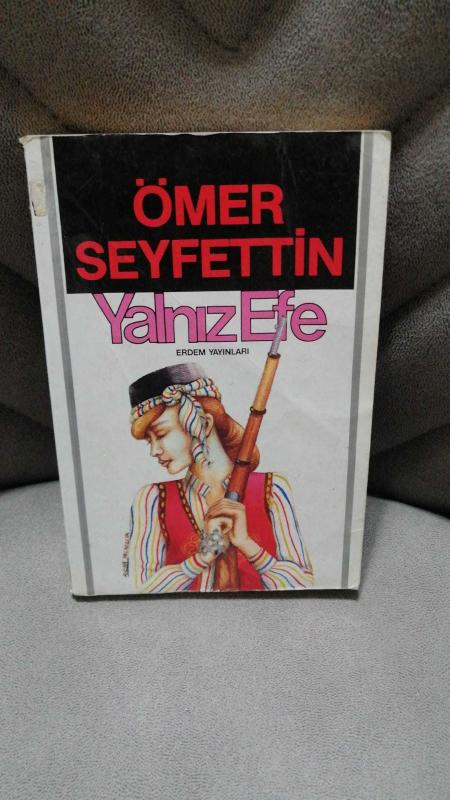 ÖMER
SEYFETTİN
Yalnız Efe
ERDEM YAYINLARI